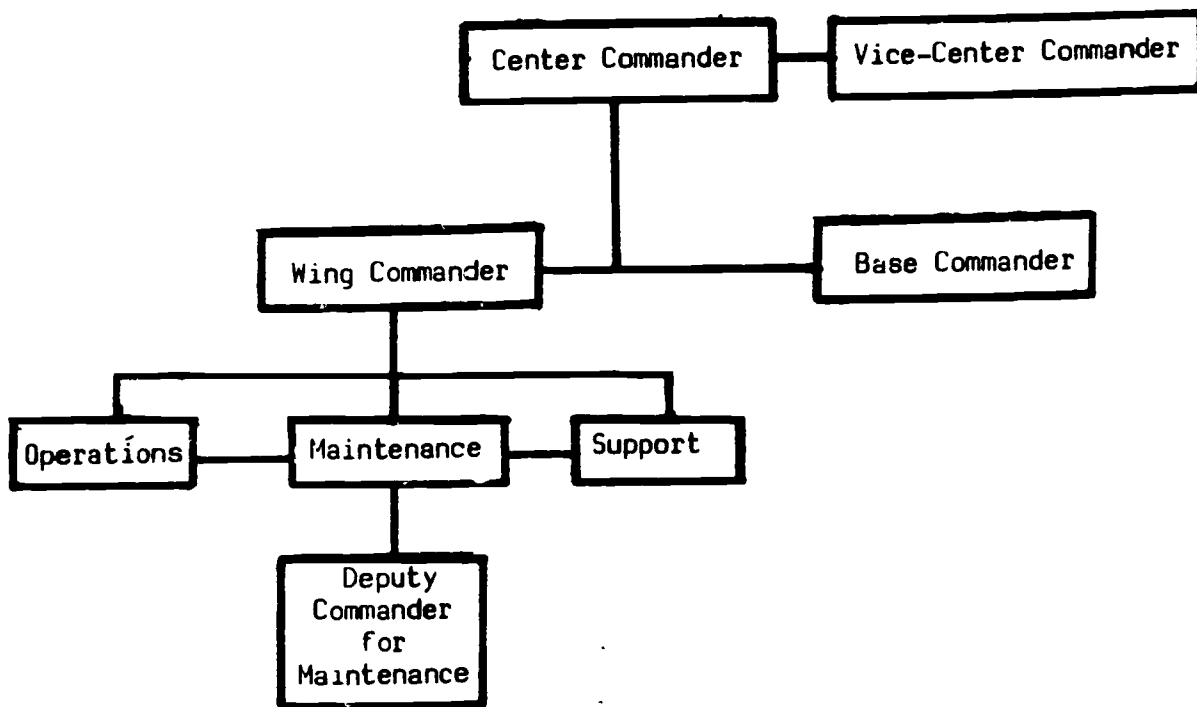 Center Commander
Vice-Center Commander
Wing Commander
Base Commander
Operations
Maintenance
Support
Deputy
Commander
for
Maintenance